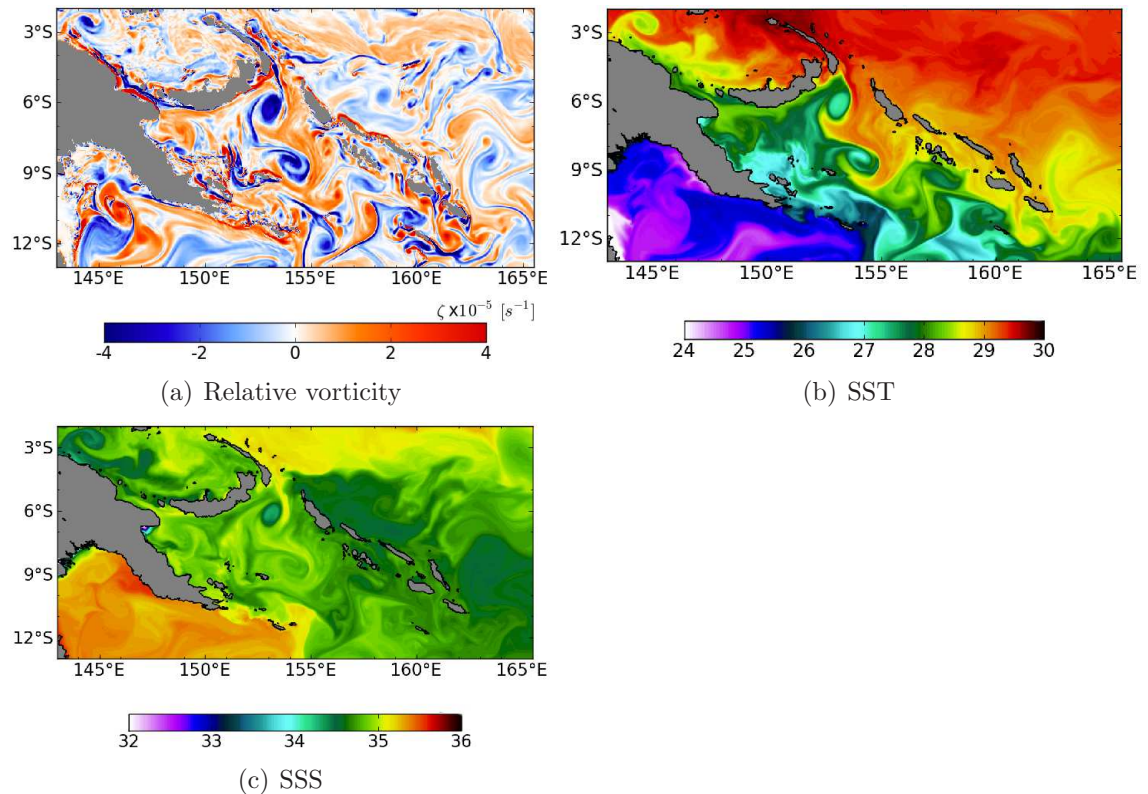 3°S
6°S
9°S
12°S
145°E 150°E 155°E 160°E 165°E
ζ x10⁻⁵ [s⁻¹]
-4 -2 0 2 4
(a) Relative vorticity
3°S
6°S
9°S
12°S
145°E 150°E 155°E 160°E 165°E
24 25 26 27 28 29 30
(b) SST
3°S
6°S
9°S
12°S
145°E 150°E 155°E 160°E 165°E
32 33 34 35 36
(c) SSS